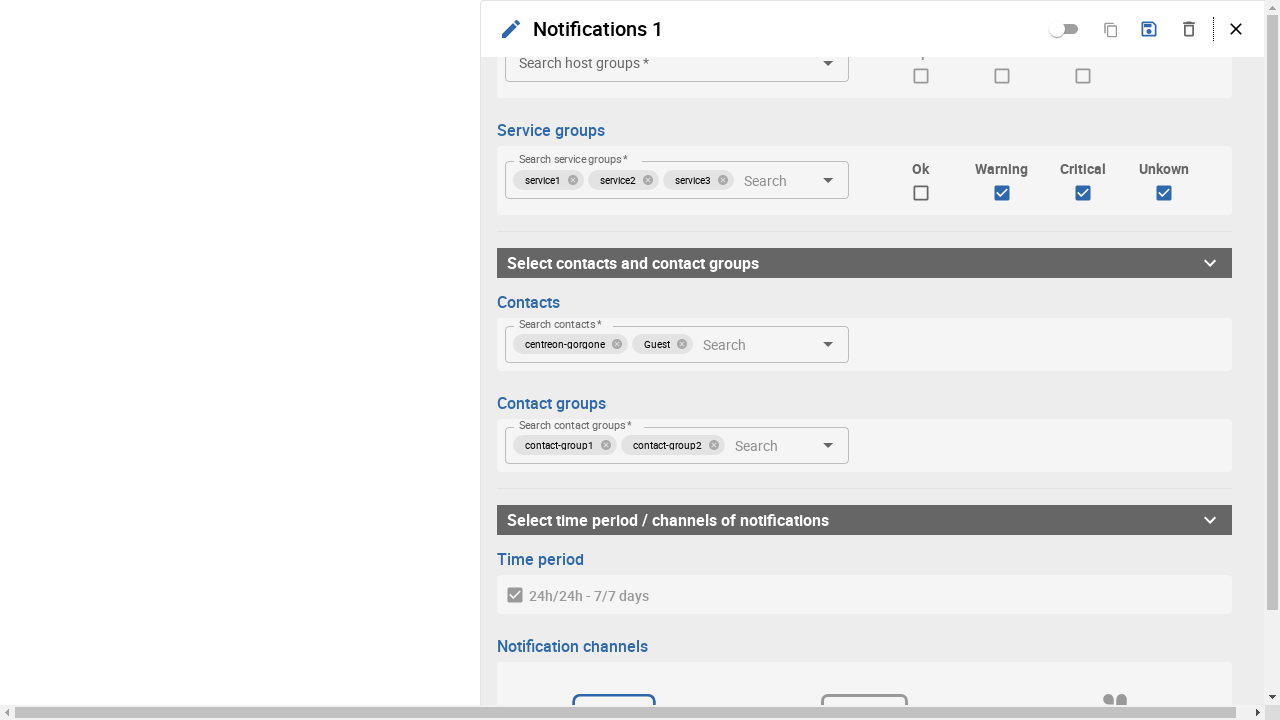 Notifications 1
Search host groups *
Service groups
Search service groups *
service1 service2 service3 Search
Ok Warning Critical Unkown
Select contacts and contact groups
Contacts
Search contacts *
centreon-gorgone Guest Search
Contact groups
Search contact groups *
contact-group1 contact-group2 Search
Select time period / channels of notifications
Time period
24h/24h - 7/7 days
Notification channels